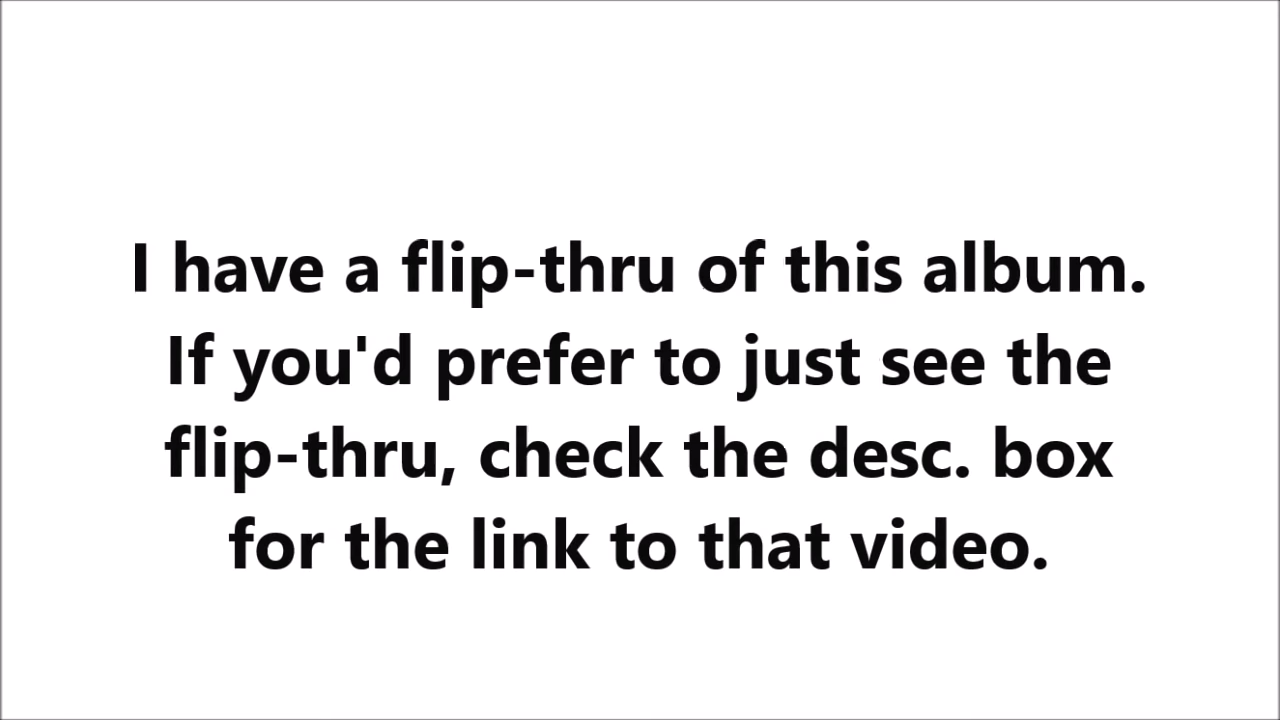 I have a flip-thru of this album.
If you'd prefer to just see the
flip-thru, check the desc. box
for the link to that video.